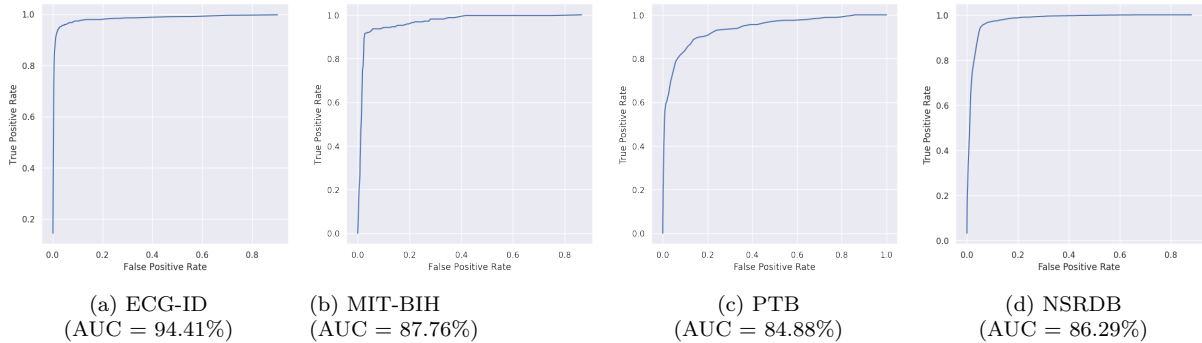 True Positive Rate
1.0
0.8
0.6
0.4
0.2
0.0
0.2
0.4
0.6
0.8
False Positive Rate
(a) ECG-ID
(AUC = 94.41%)
True Positive Rate
1.0
0.8
0.6
0.4
0.2
0.0
0.0
0.2
0.4
0.6
0.8
False Positive Rate
(b) MIT-BIH
(AUC = 87.76%)
True Positive Rate
1.0
0.8
0.6
0.4
0.2
0.0
0.0
0.2
0.4
0.6
0.8
1.0
False Positive Rate
(c) PTB
(AUC = 84.88%)
True Positive Rate
1.0
0.8
0.6
0.4
0.2
0.0
0.0
0.2
0.4
0.6
0.8
False Positive Rate
(d) NSRDB
(AUC = 86.29%)